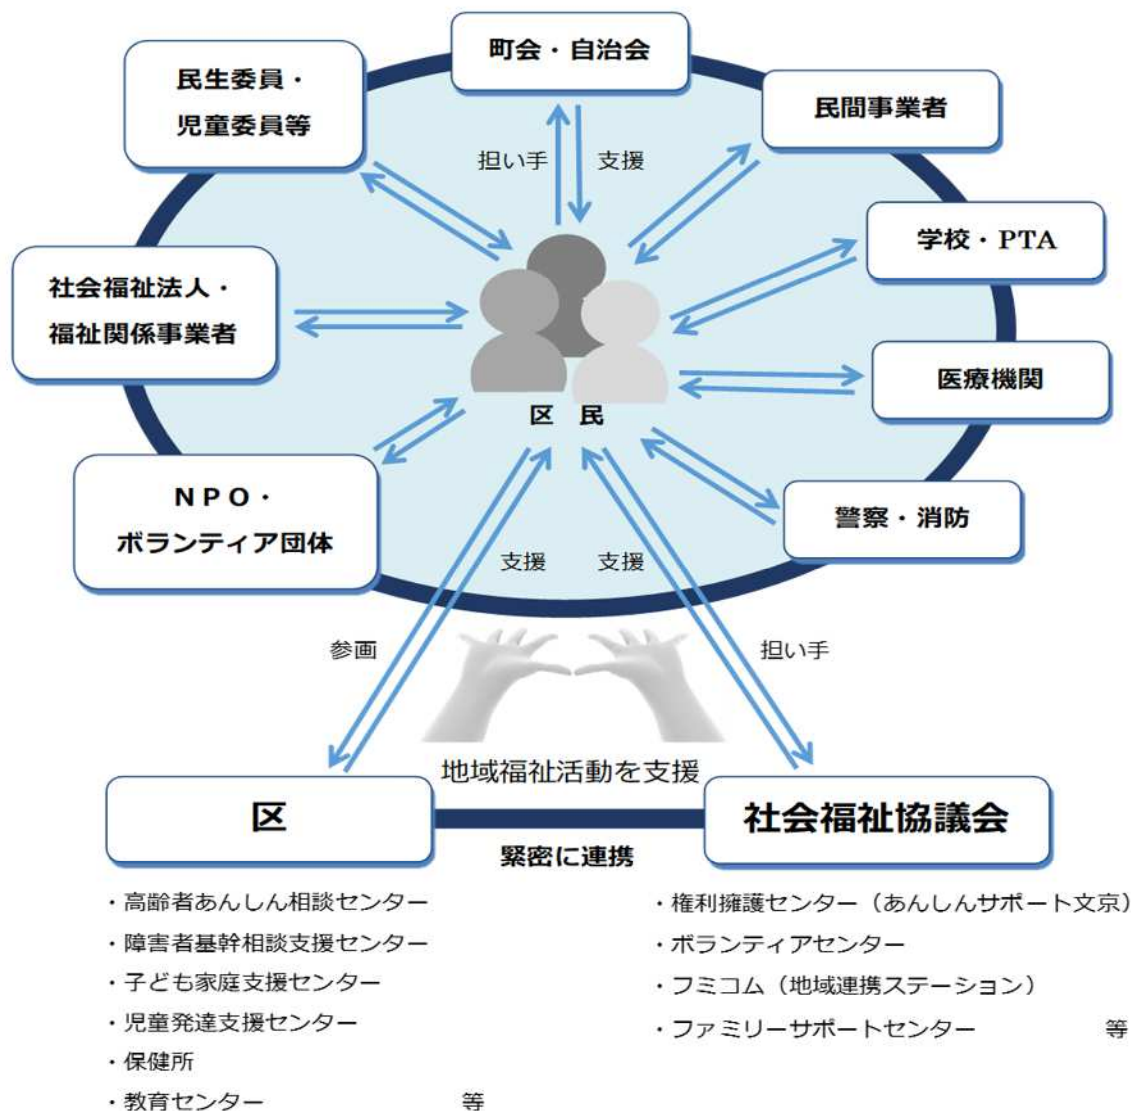 町会・自治会
民生委員・
児童委員等
民間事業者
担い手
支援
学校・PTA
社会福祉法人・
福祉関係事業者
医療機関
区 民
NPO・
ボランティア団体
警察・消防
支援
支援
参画
担い手
地域福祉活動を支援
区
社会福祉協議会
緊密に連携
・高齢者あんしん相談センター
・障害者基幹相談支援センター
・子ども家庭支援センター
・児童発達支援センター
・保健所
・教育センター 等
・権利擁護センター（あんしんサポート文京）
・ボランティアセンター
・フミコム（地域連携ステーション）
・ファミリーサポートセンター 等